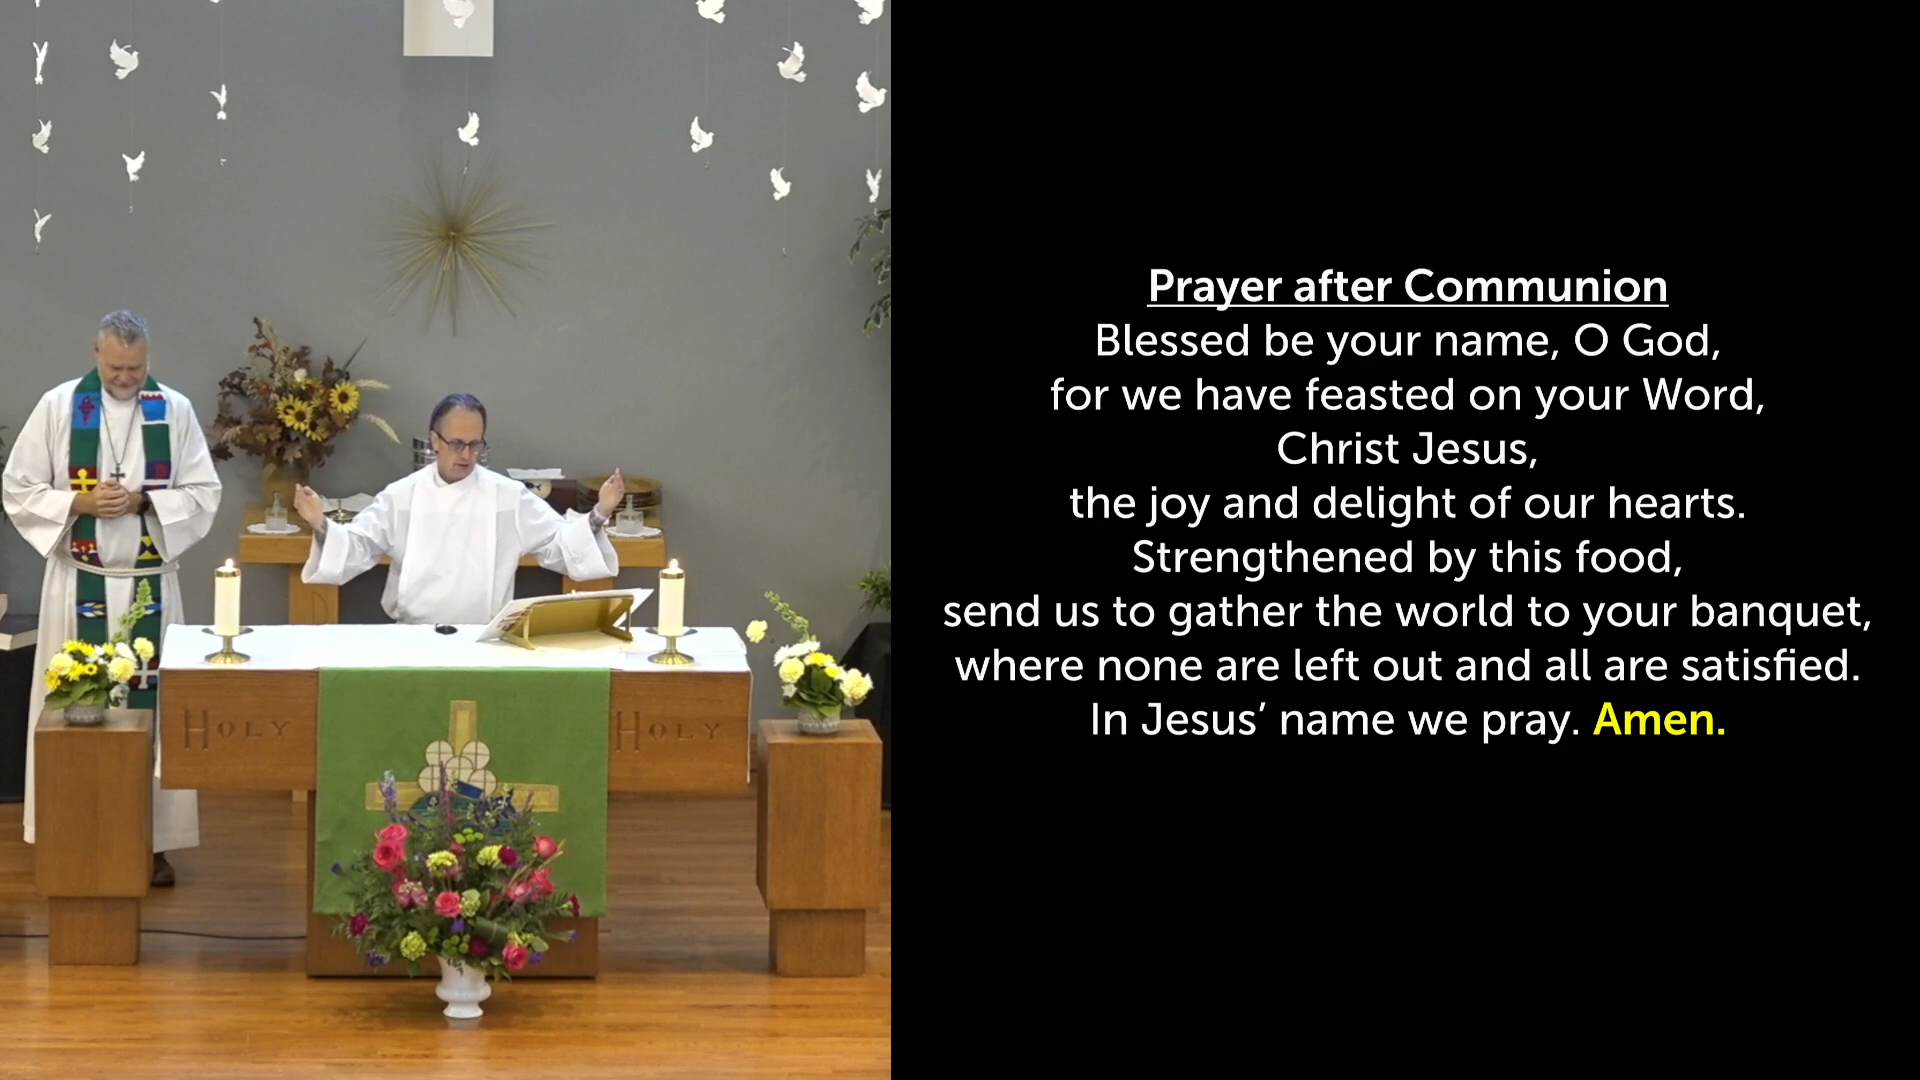 Prayer after Communion
Blessed be your name, O God,
for we have feasted on your Word,
Christ Jesus,
the joy and delight of our hearts.
Strengthened by this food,
send us to gather the world to your banquet,
where none are left out and all are satisfied.
In Jesus’ name we pray. Amen.
HOLY HOLY